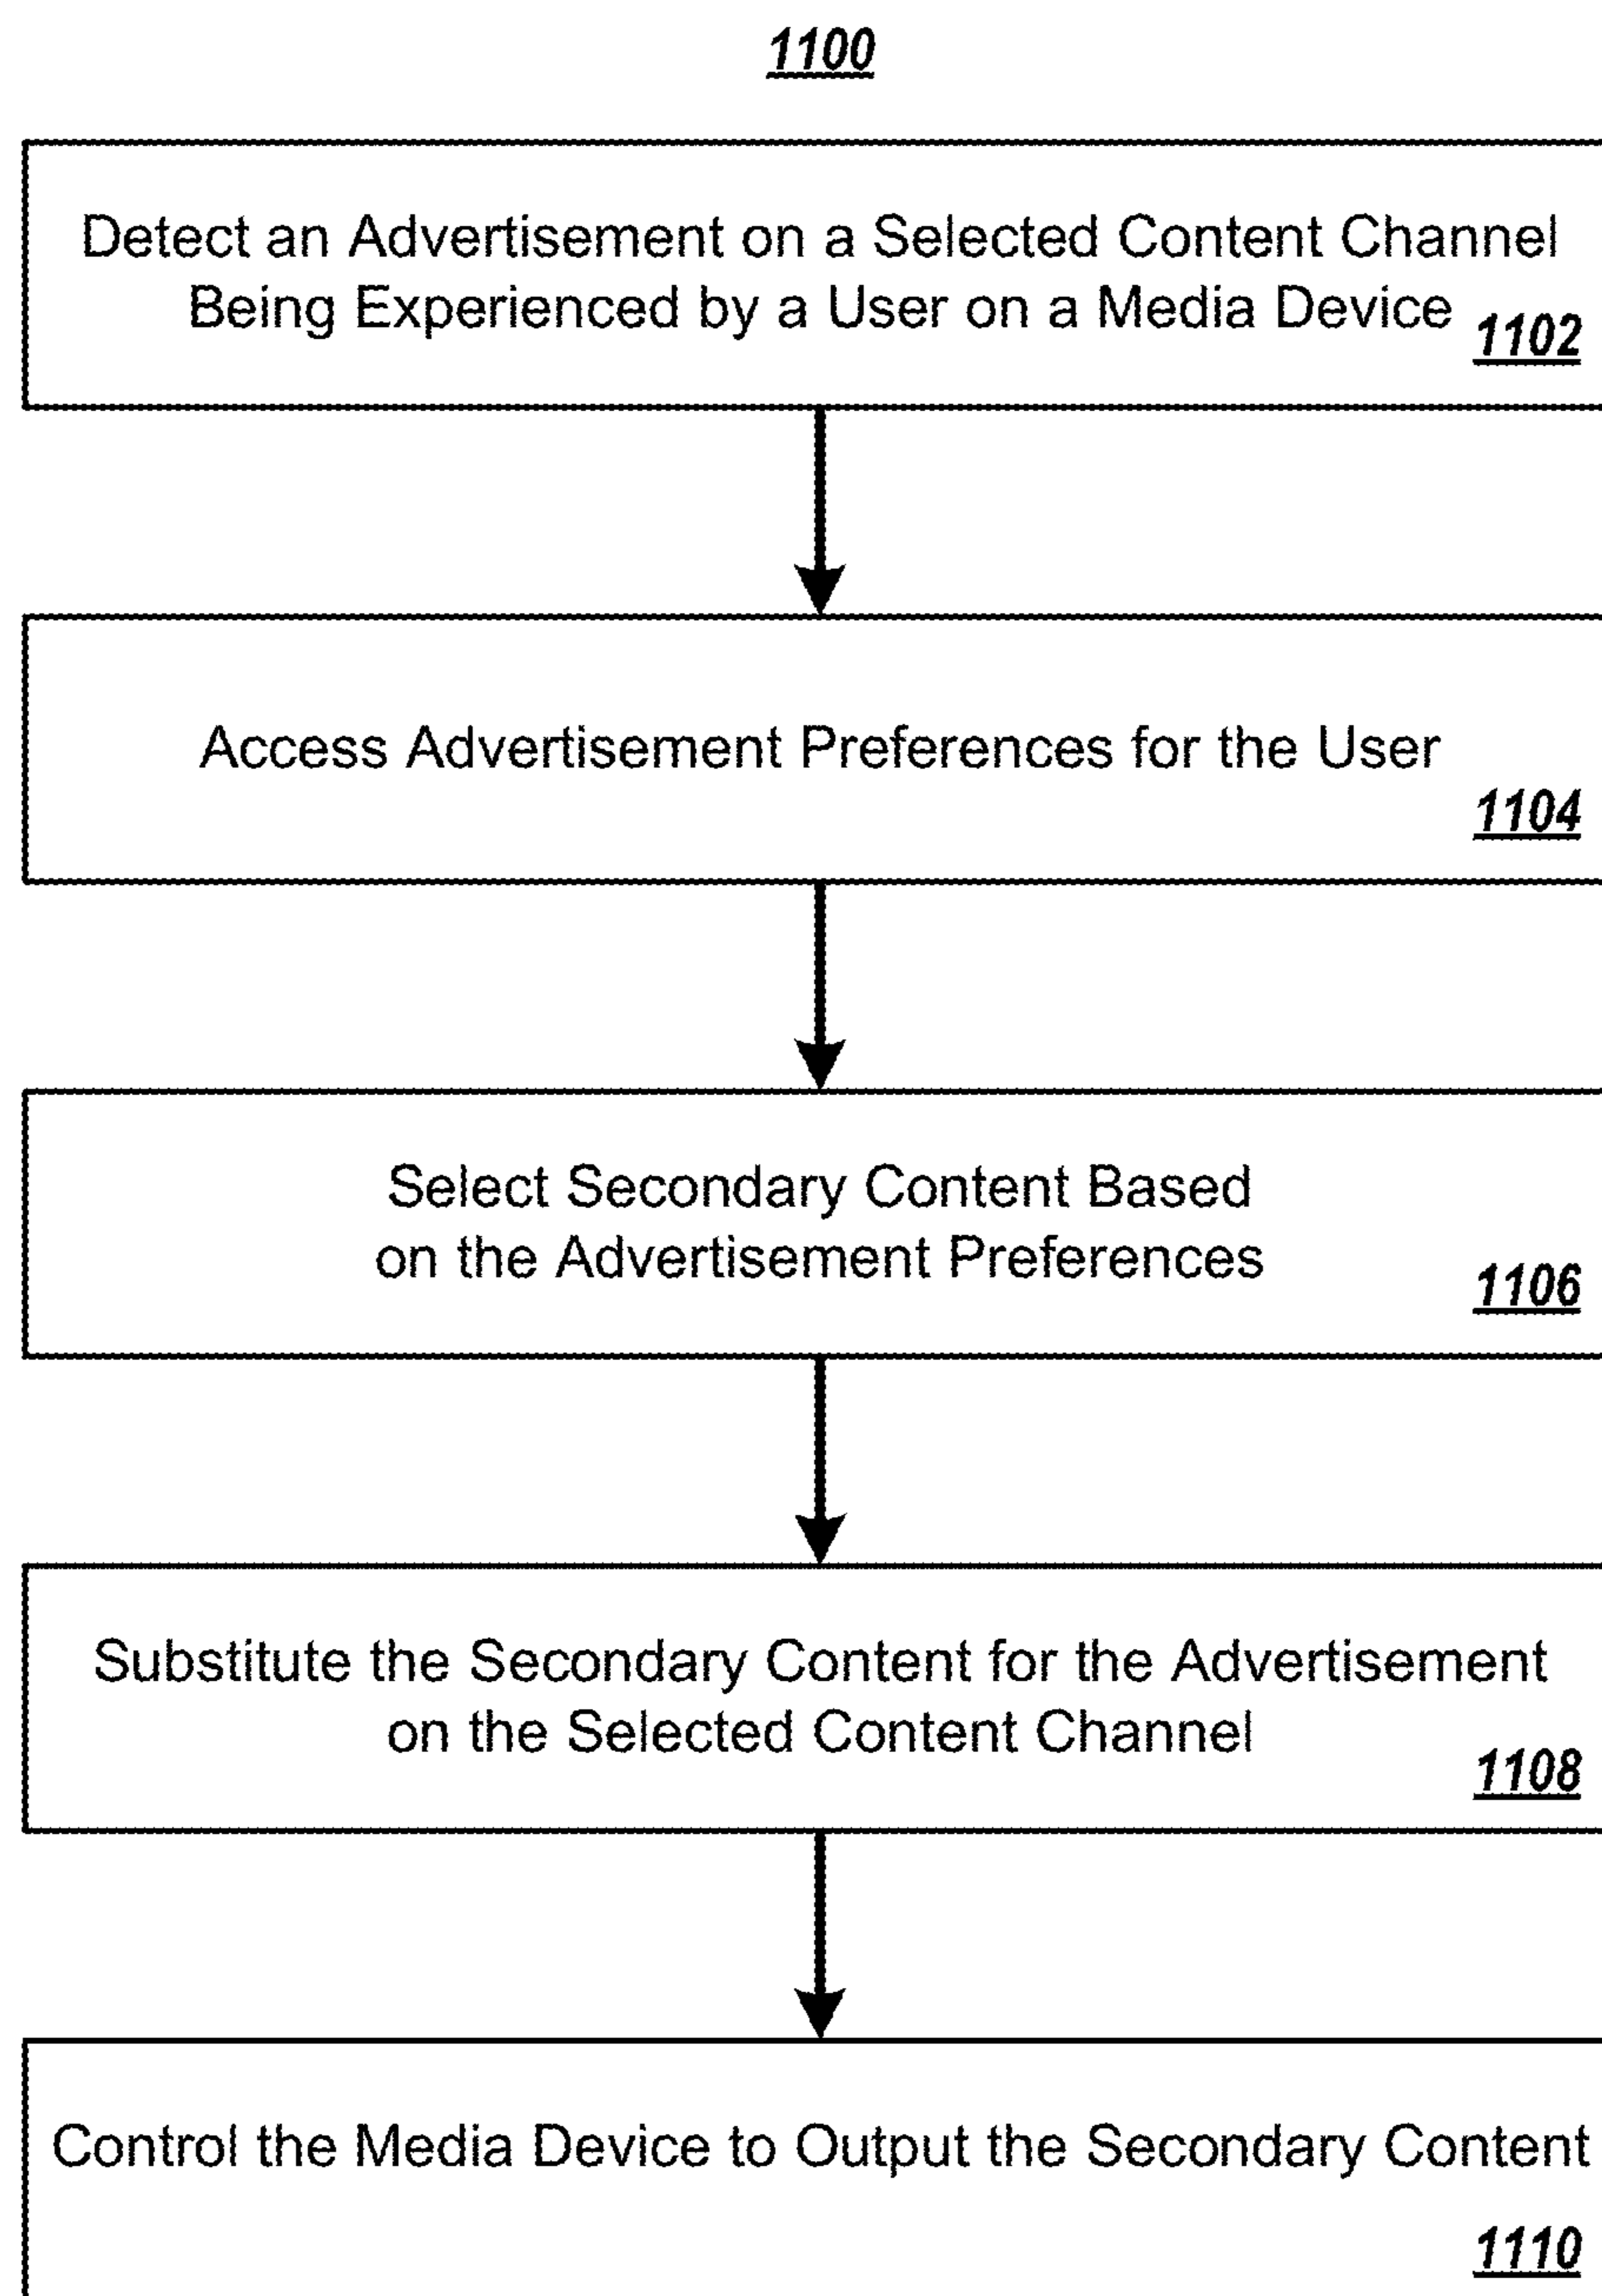 1100
Detect an Advertisement on a Selected Content Channel
Being Experienced by a User on a Media Device
1102
Access Advertisement Preferences for the User
1104
Select Secondary Content Based
on the Advertisement Preferences
1106
Substitute the Secondary Content for the Advertisement
on the Selected Content Channel
1108
Control the Media Device to Output the Secondary Content
1110